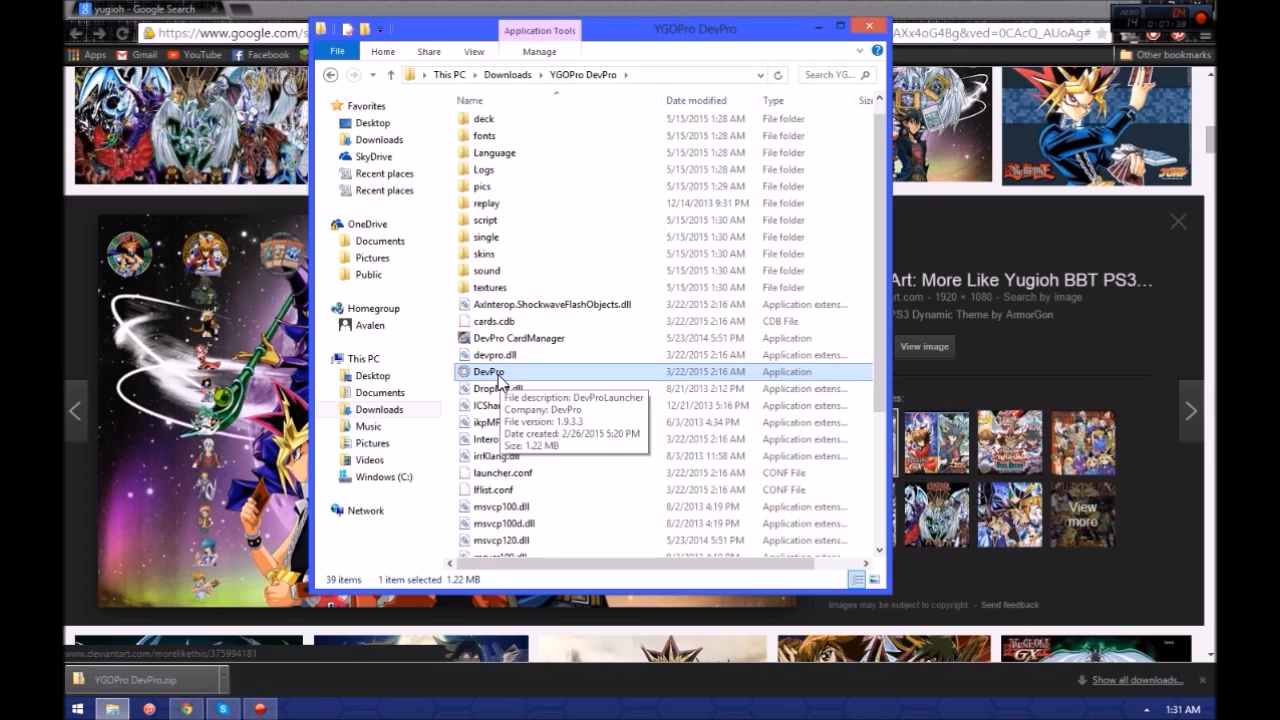 yugioh - Google Search
https://www.google.com/s
AXx4oG4Bg&ved=0CAcQ_AUoAg#
Apps
Gmail
YouTube
Facebook
Other bookmarks
04
0:07:38
14
Application Tools
YGOPro DevPro
File
Home
Share
View
Manage
This PC
Downloads
YGOPro DevPro
Search YG...
Favorites
Desktop
Downloads
SkyDrive
Recent places
Recent places
OneDrive
Documents
Pictures
Public
Homegroup
Avalen
This PC
Desktop
Documents
Downloads
Music
Pictures
Videos
Windows (C:)
Network
Name Date modified Type Size
deck 5/15/2015 1:28 AM File folder
fonts 5/15/2015 1:28 AM File folder
Language 5/15/2015 1:28 AM File folder
Logs 5/15/2015 1:28 AM File folder
pics 5/15/2015 1:29 AM File folder
replay 12/14/2013 9:31 PM File folder
script 5/15/2015 1:30 AM File folder
single 5/15/2015 1:30 AM File folder
skins 5/15/2015 1:30 AM File folder
sound 5/15/2015 1:30 AM File folder
textures 5/15/2015 1:30 AM File folder
AxInterop.ShockwaveFlashObjects.dll 3/22/2015 2:16 AM Application extens...
cards.cdb 3/22/2015 2:16 AM CDB File
DevPro CardManager 5/23/2014 5:51 PM Application
devpro.dll 3/22/2015 2:16 AM Application extens...
DevPro 3/22/2015 2:16 AM Application
8/21/2013 2:12 PM Application extens...
ICShar 12/21/2013 5:16 PM Application extens...
ikpMP 6/3/2013 4:34 PM Application extens...
Intero 3/22/2015 2:16 AM Application extens...
irrKlang.dll 8/3/2013 11:58 AM Application extens...
launcher.conf 3/22/2015 2:16 AM CONF File
lflist.conf 3/22/2015 2:16 AM CONF File
msvcp100.dll 8/2/2013 4:19 PM Application extens...
msvcp100d.dll 8/2/2013 4:19 PM Application extens...
msvcp120.dll 5/23/2014 5:51 PM Application extens...
File description: DevProLauncher
Company: DevPro
File version: 1.9.3.3
Date created: 2/26/2015 5:20 PM
Size: 1.22 MB
39 items 1 item selected 1.22 MB
Art: More Like Yugioh BBT PS3...
rt.com - 1920 × 1080 - Search by image
PS3 Dynamic Theme by ArmorGon
View image
View
more
Images may be subject to copyright. - Send feedback
www.deviantart.com/morelikethis/375994181
YGOPro DevPro.zip
Show all downloads...
1:31 AM